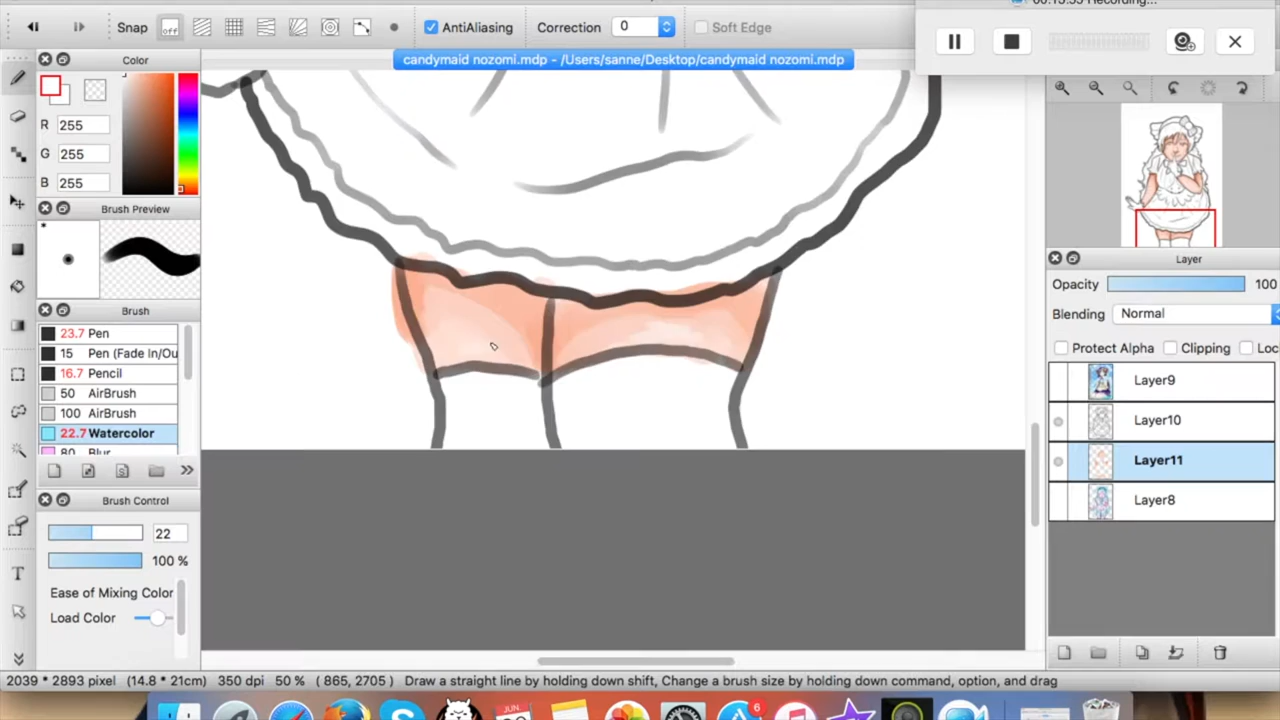 Snap off AntiAliasing Correction 0 Soft Edge
candymaid nozomi.mdp - /Users/sanne/Desktop/candymaid nozomi.mdp
Color
R 255
G 255
B 255
Brush Preview
Brush
23.7 Pen
15 Pen (Fade In/Ou
16.7 Pencil
50 AirBrush
100 AirBrush
22.7 Watercolor
80 Blur
Brush Control
22
100 %
Ease of Mixing Color
Load Color
T
Layer
Opacity 100
Blending Normal
Protect Alpha Clipping Loc
Layer9
Layer10
Layer11
Layer8
2039 * 2893 pixel (14.8 * 21cm) 350 dpi 50 % ( 865, 2705) Draw a straight line by holding down shift, Change a brush size by holding down command, option, and drag
6